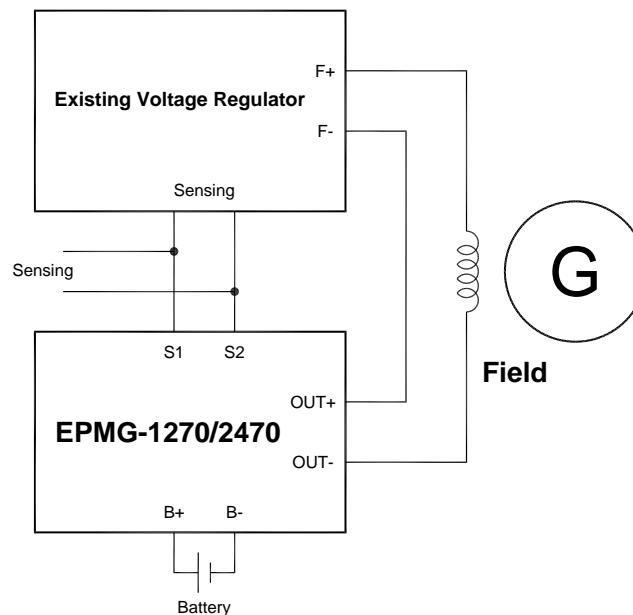 F+
Existing Voltage Regulator
F-
Sensing
Sensing
S1 S2
G
Field
OUT+
EPMG-1270/2470
OUT-
B+ B-
Battery